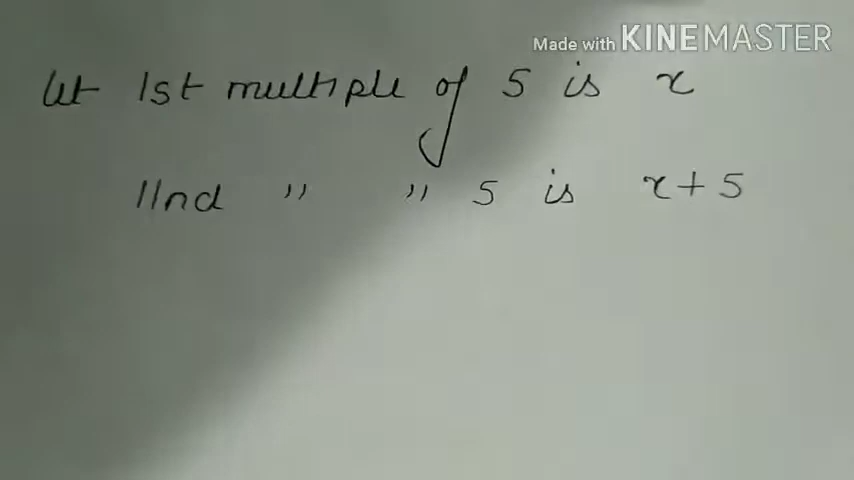 Made with KINEMASTER
let 1st multiple of 5 is x
IInd " " 5 is x + 5